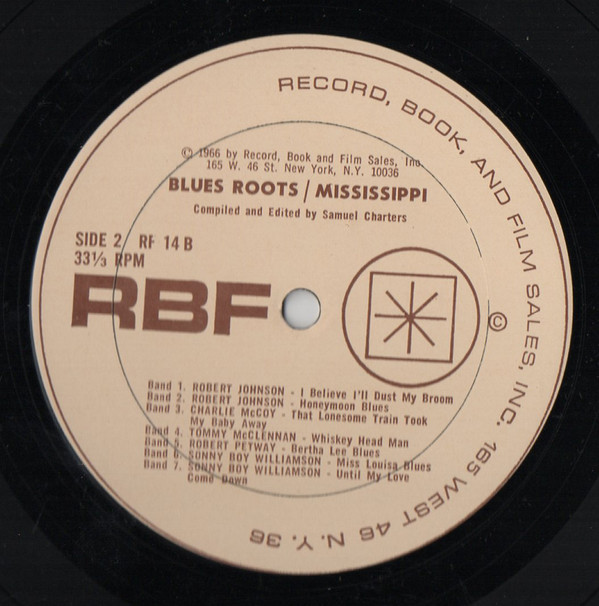 RECORD, BOOK, AND FILM SALES, INC. 165 WEST 46 N.Y. 36
© 1966 by Record, Book and Film Sales, Inc.
165 W. 46 St. New York, N.Y. 10036
BLUES ROOTS / MISSISSIPPI
Compiled and Edited by Samuel Charters
SIDE 2 RF 14 B
33⅓ RPM
RBF
©
Band 1. ROBERT JOHNSON - I Believe I'll Dust My Broom
Band 2. ROBERT JOHNSON - Honeymoon Blues
Band 3. CHARLIE McCOY - That Lonesome Train Took
My Baby Away
Band 4. TOMMY McCLENNAN - Whiskey Head Man
Band 5. ROBERT PETWAY - Bertha Lee Blues
Band 6. SONNY BOY WILLIAMSON - Miss Louisa Blues
Band 7. SONNY BOY WILLIAMSON - Until My Love
Come Down